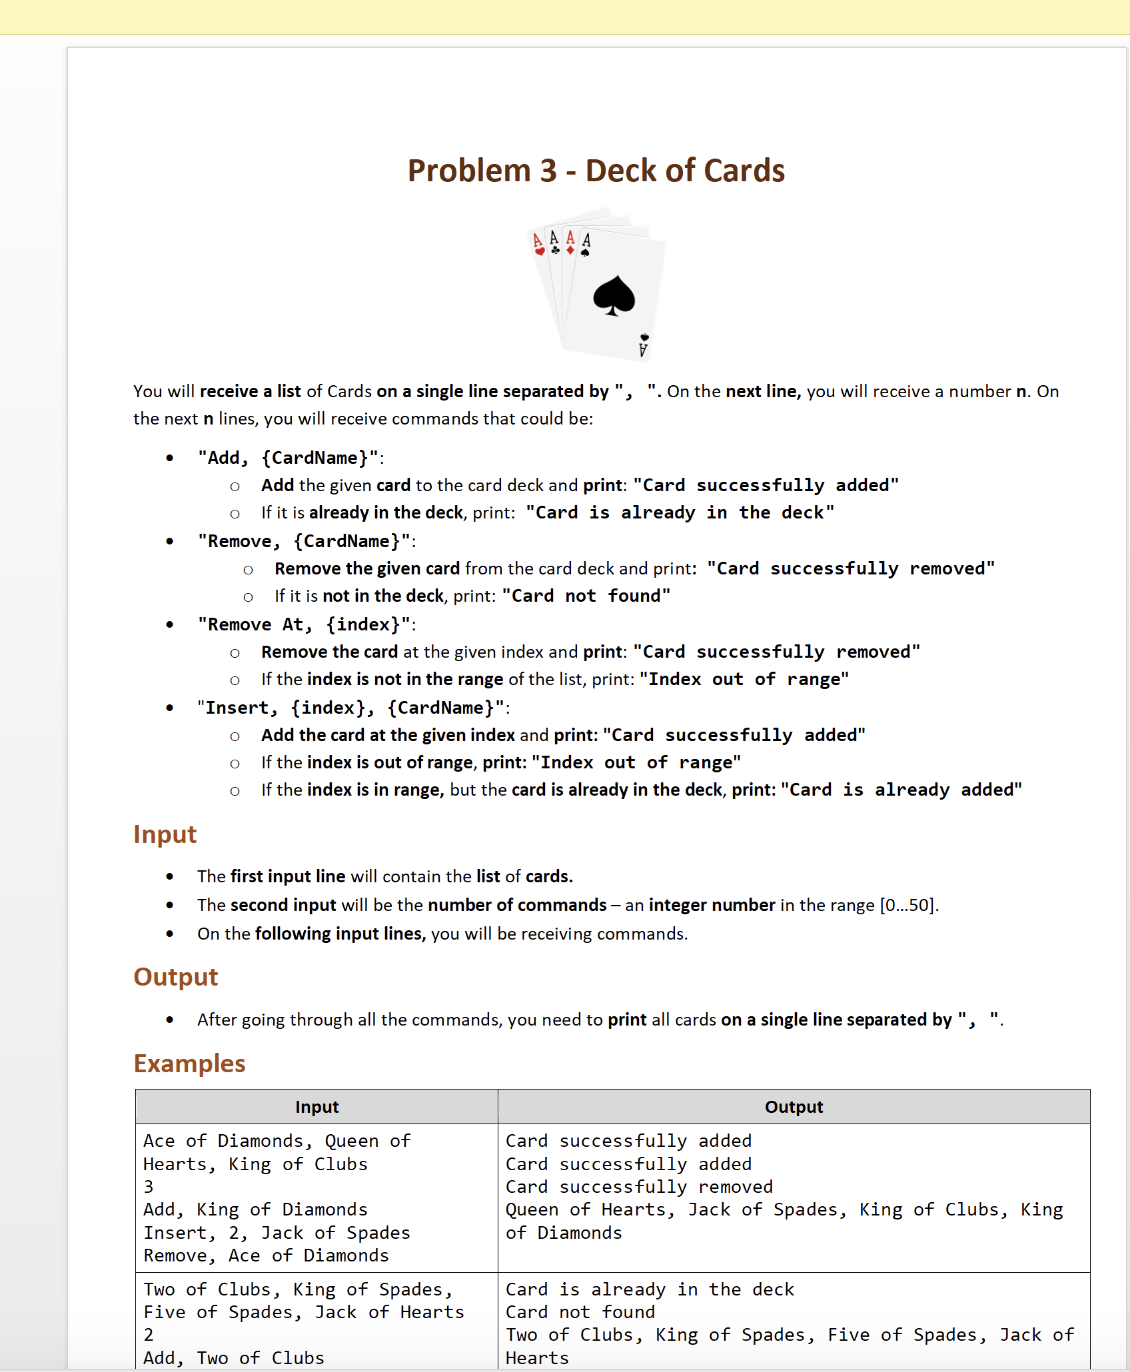 Problem 3 - Deck of Cards
A A A A
A
You will receive a list of Cards on a single line separated by ", ". On the next line, you will receive a number n. On
the next n lines, you will receive commands that could be:
• "Add, {CardName}":
○ Add the given card to the card deck and print: "Card successfully added"
○ If it is already in the deck, print: "Card is already in the deck"
• "Remove, {CardName}":
○ Remove the given card from the card deck and print: "Card successfully removed"
○ If it is not in the deck, print: "Card not found"
• "Remove At, {index}":
○ Remove the card at the given index and print: "Card successfully removed"
○ If the index is not in the range of the list, print: "Index out of range"
• "Insert, {index}, {CardName}":
○ Add the card at the given index and print: "Card successfully added"
○ If the index is out of range, print: "Index out of range"
○ If the index is in range, but the card is already in the deck, print: "Card is already added"
Input
• The first input line will contain the list of cards.
• The second input will be the number of commands – an integer number in the range [0…50].
• On the following input lines, you will be receiving commands.
Output
• After going through all the commands, you need to print all cards on a single line separated by ", ".
Examples
Input
Output
Ace of Diamonds, Queen of
Hearts, King of Clubs
3
Add, King of Diamonds
Insert, 2, Jack of Spades
Remove, Ace of Diamonds
Card successfully added
Card successfully added
Card successfully removed
Queen of Hearts, Jack of Spades, King of Clubs, King
of Diamonds
Two of Clubs, King of Spades,
Five of Spades, Jack of Hearts
2
Add, Two of Clubs
Card is already in the deck
Card not found
Two of Clubs, King of Spades, Five of Spades, Jack of
Hearts